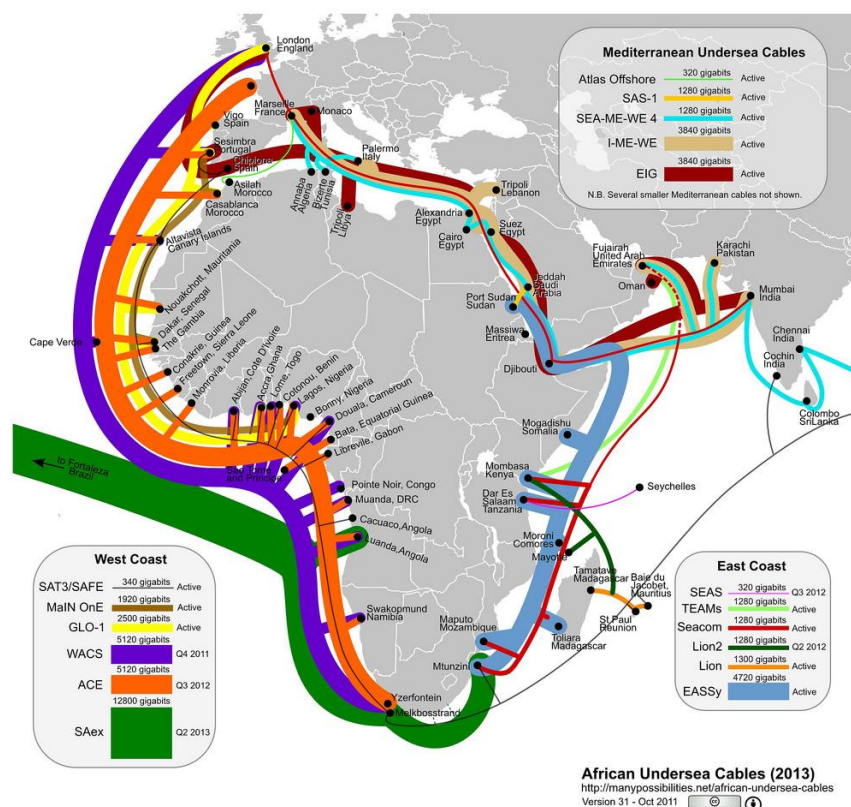 London
England
Marseille
France
Monaco
Vigo
Spain
Sesimbra
Portugal
Chipiona
Spain
Asilah
Morocco
Casablanca
Morocco
Annaba
Algeria
Bizerte
Tunisia
Palermo
Italy
Tripoli
Libya
Tripoli
Lebanon
Alexandria
Egypt
Cairo
Egypt
Suez
Egypt
Altavista
Canary Islands
Nouakchott, Mauritania
Dakar, Senegal
The Gambia
Cape Verde
Conakrie, Guinea
Freetown, Sierra Leone
Monrovia, Liberia
Abijan,Cote D'Ivoire
Accra,Ghana
Lome, Togo
Cotonou, Benin
Lagos, Nigeria
Bonny, Nigeria
Douala, Cameroun
Bata, Equatorial Guinea
Libreville, Gabon
Sao Tome
and Principe
Pointe Noir, Congo
Muanda, DRC
Cacuaco,Angola
Luanda,Angola
Swakopmund
Namibia
Yzerfontein
Melkbosstrand
to Fortaleza
Brazil
Jeddah
Saudi
Arabia
Port Sudan
Sudan
Massiwa
Eritrea
Djibouti
Fujairah
United Arab
Emirates
Oman
Karachi
Pakistan
Mumbai
India
Chennai
India
Cochin
India
Colombo
SriLanka
Mogadishu
Somalia
Mombasa
Kenya
Dar Es
Salaam
Tanzania
Seychelles
Moroni
Comores
Mayotte
Tamatave
Madagascar
Baie du
Jacobet,
Mauritius
St Paul
Reunion
Toliara
Madagascar
Maputo
Mozambique
Mtunzini
Mediterranean Undersea Cables
Atlas Offshore 320 gigabits Active
SAS-1 1280 gigabits Active
SEA-ME-WE 4 1280 gigabits Active
I-ME-WE 3840 gigabits Active
EIG 3840 gigabits Active
N.B. Several smaller Mediterranean cables not shown.
West Coast
SAT3/SAFE 340 gigabits Active
MaIN OnE 1920 gigabits Active
GLO-1 2500 gigabits Active
WACS 5120 gigabits Q4 2011
ACE 5120 gigabits Q3 2012
SAex 12800 gigabits Q2 2013
East Coast
SEAS 320 gigabits Q3 2012
TEAMs 1280 gigabits Active
Seacom 1280 gigabits Active
Lion2 1280 gigabits Q2 2012
Lion 1300 gigabits Active
EASSy 4720 gigabits Active
African Undersea Cables (2013)
http://manypossibilities.net/african-undersea-cables
Version 31 - Oct 2011
cc